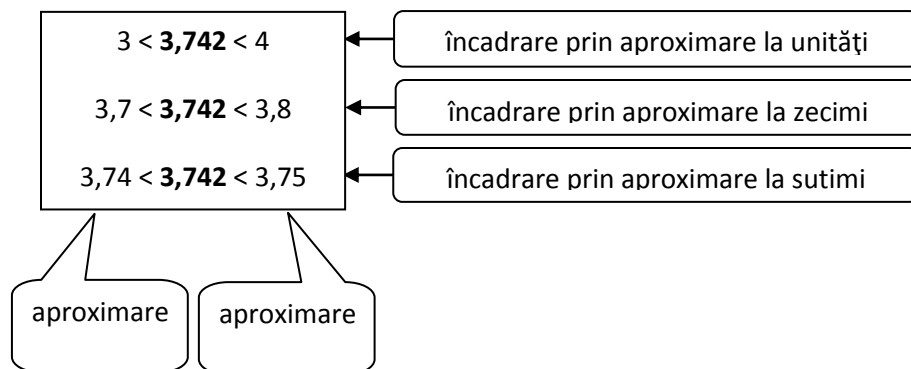 3 < 3,742 < 4
încadrare prin aproximare la unităţi
3,7 < 3,742 < 3,8
încadrare prin aproximare la zecimi
3,74 < 3,742 < 3,75
încadrare prin aproximare la sutimi
aproximare
aproximare